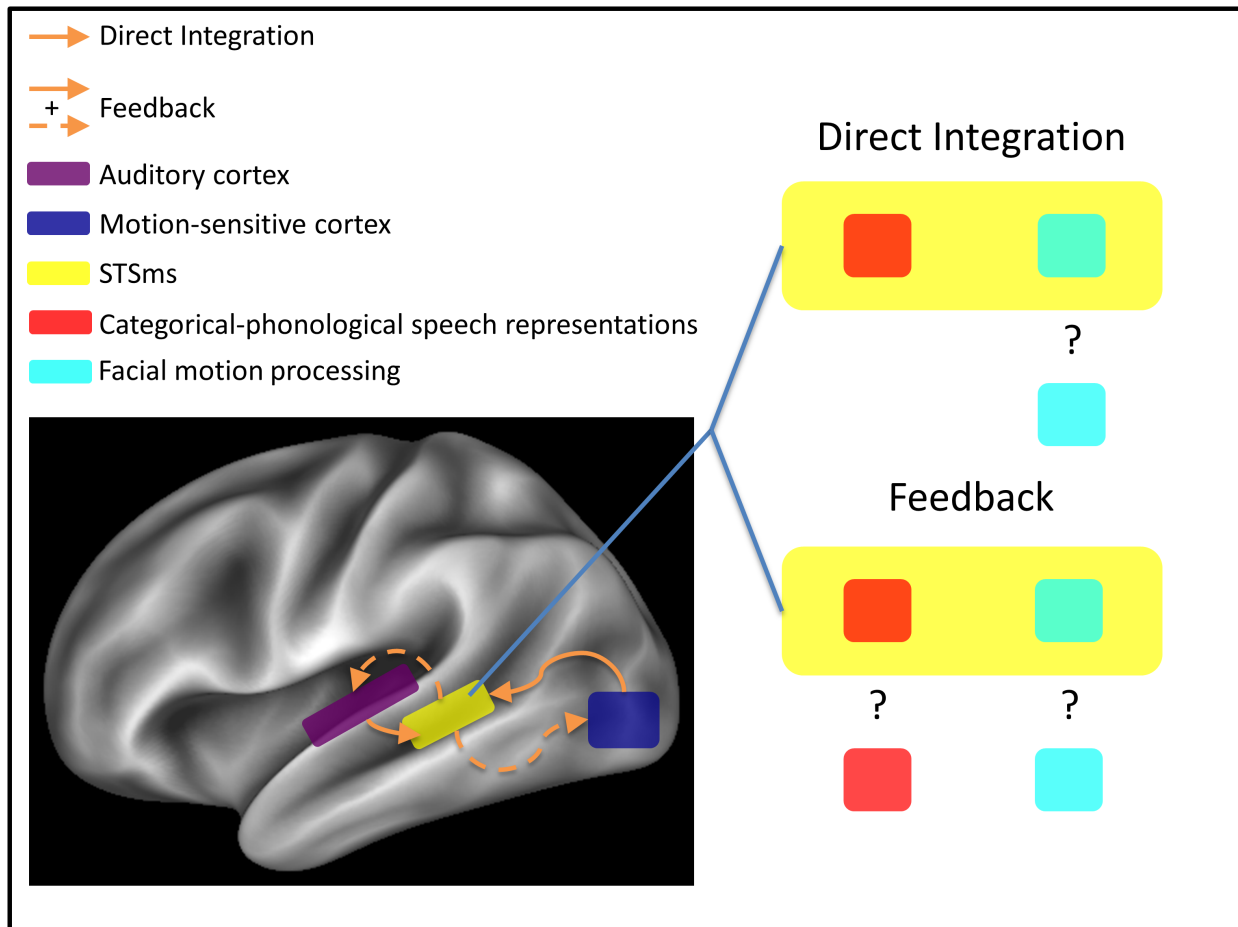 Direct Integration
+
Feedback
Auditory cortex
Motion-sensitive cortex
STSms
Categorical-phonological speech representations
Facial motion processing
Direct Integration
?
Feedback
? ?